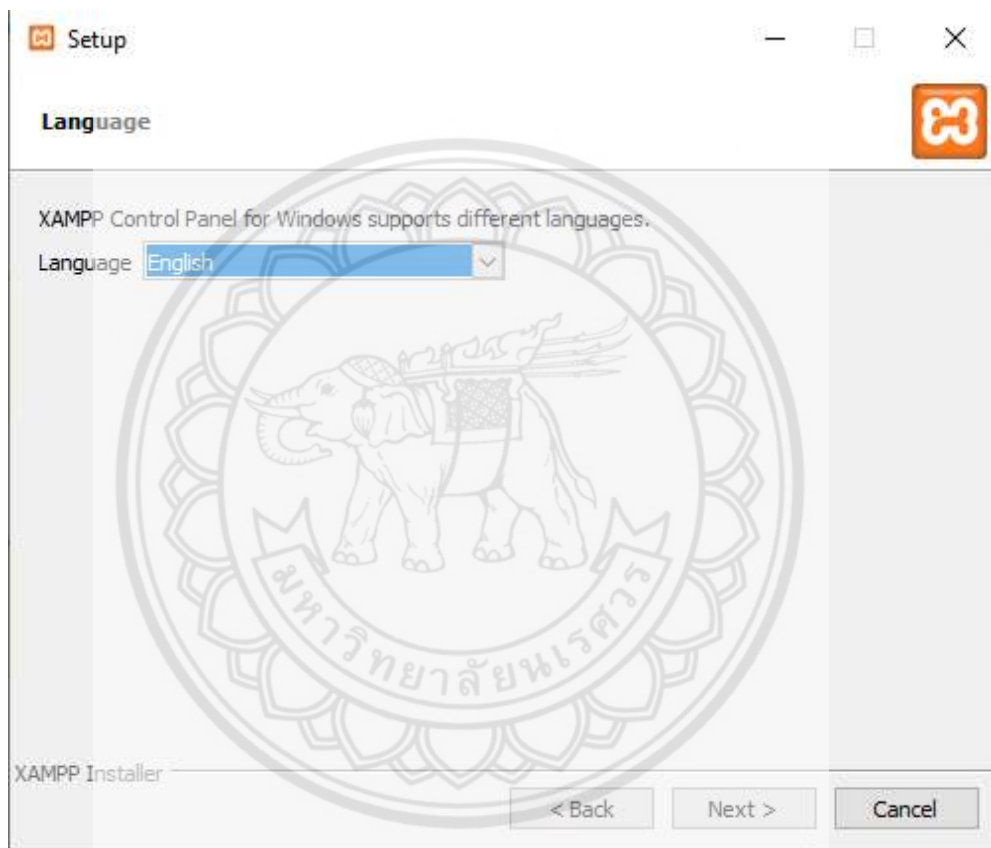 Setup
Language
XAMPP Control Panel for Windows supports different languages.
Language English
มหาวิทยาลัยนเรศวร
XAMPP Installer
< Back Next > Cancel